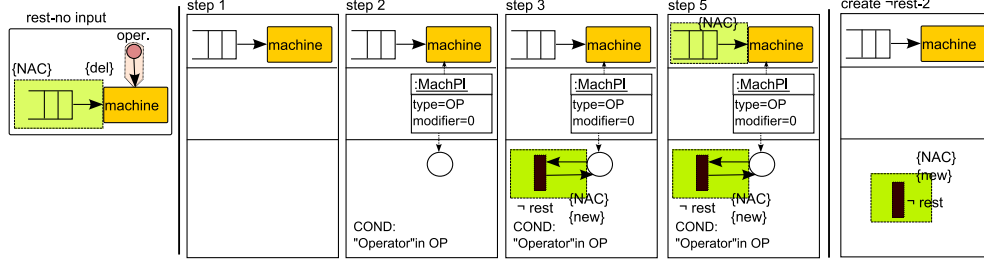 rest-no input
oper.
{NAC}
{del}
machine
step 1
machine
step 2
machine
:MachPl
type=OP
modifier=0
COND:
"Operator"in OP
step 3
machine
:MachPl
type=OP
modifier=0
¬ rest
{NAC}
{new}
COND:
"Operator"in OP
step 5
{NAC}
machine
:MachPl
type=OP
modifier=0
¬ rest
{NAC}
{new}
COND:
"Operator"in OP
create ¬rest-2
machine
{NAC}
{new}
¬ rest